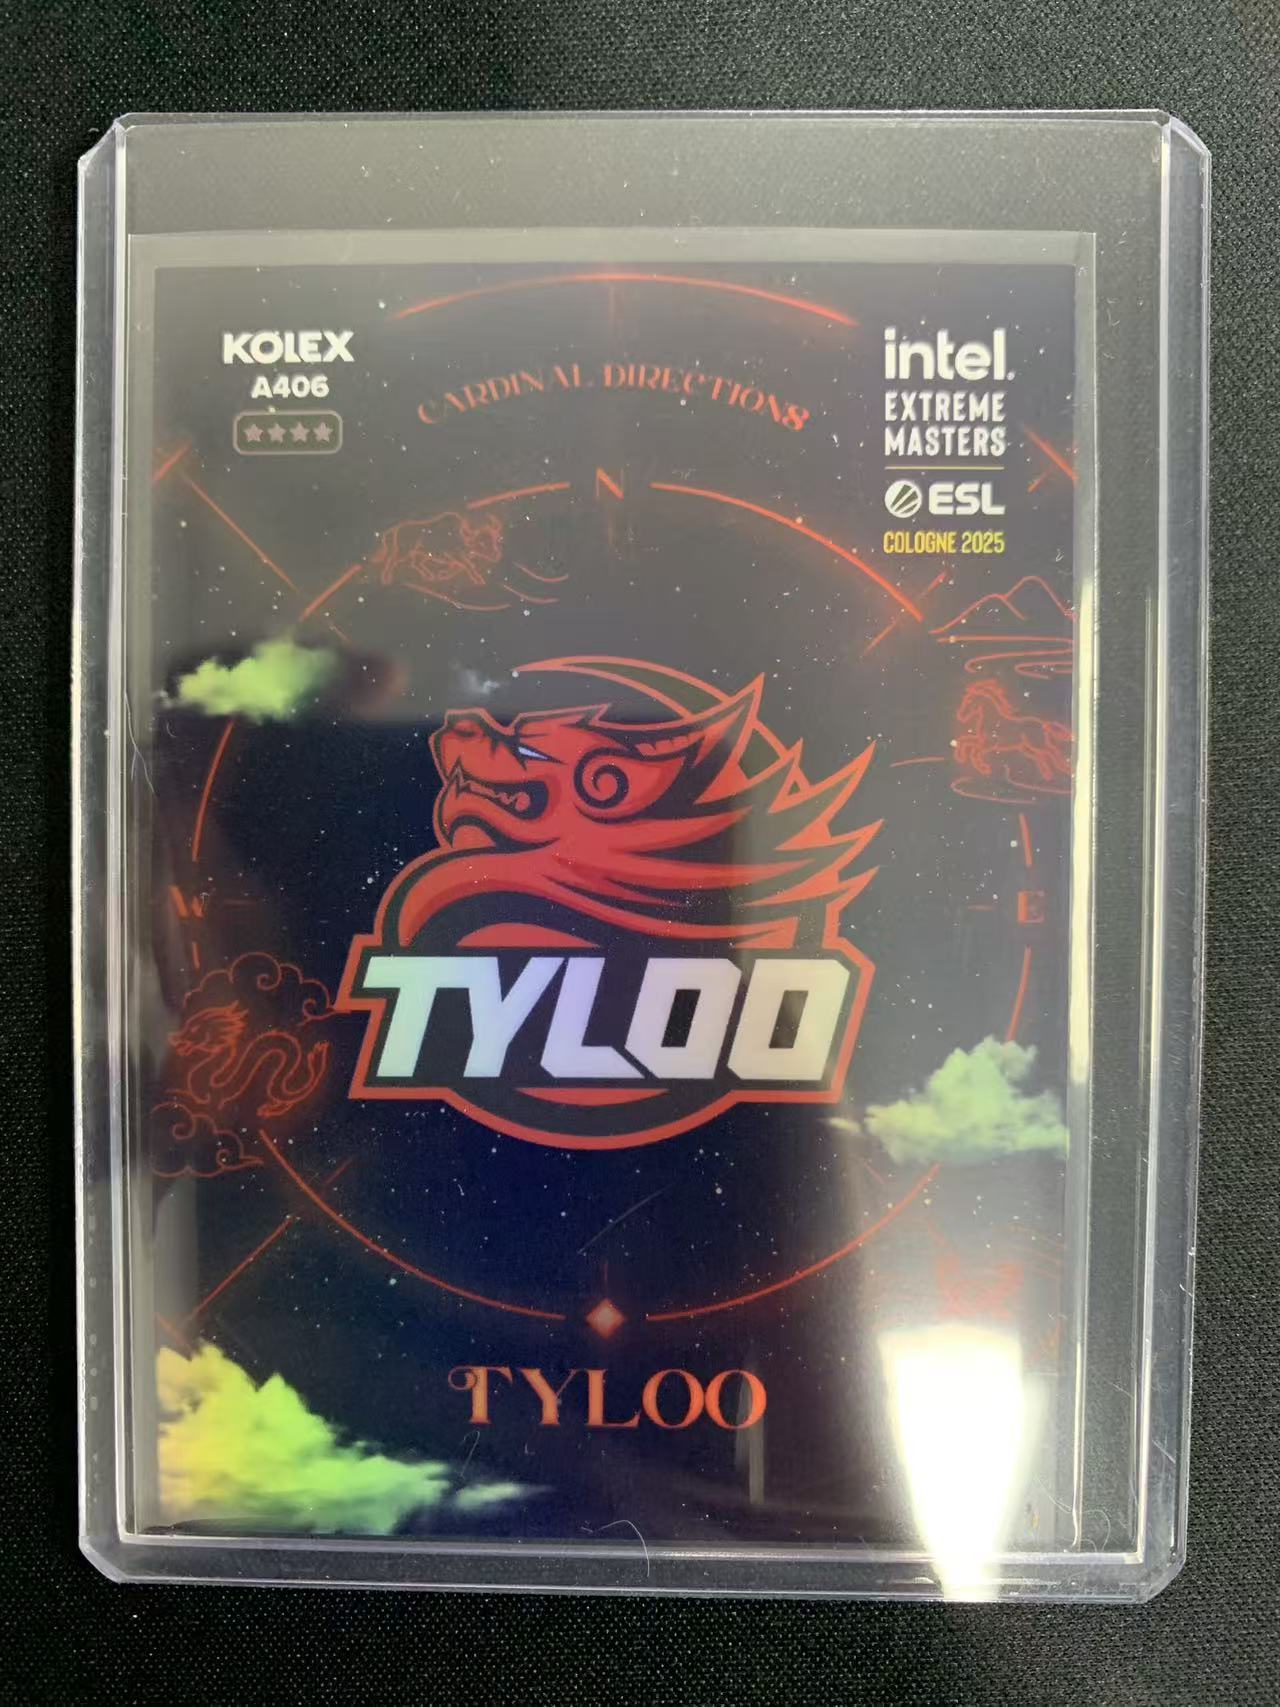 KOLEX
A406
CARDINAL DIRECTIONS
intel.
EXTREME
MASTERS
ESL
COLOGNE 2025
N
W
E
TYLOO
TYLOO